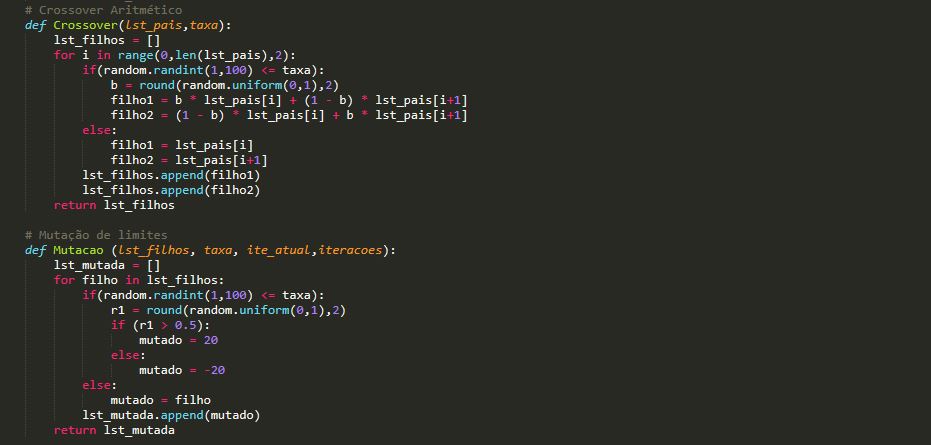 # Crossover Aritmético
def Crossover(lst_pais,taxa):
    lst_filhos = []
    for i in range(0,len(lst_pais),2):
        if(random.randint(1,100) <= taxa):
            b = round(random.uniform(0,1),2)
            filho1 = b * lst_pais[i] + (1 - b) * lst_pais[i+1]
            filho2 = (1 - b) * lst_pais[i] + b * lst_pais[i+1]
        else:
            filho1 = lst_pais[i]
            filho2 = lst_pais[i+1]
        lst_filhos.append(filho1)
        lst_filhos.append(filho2)
    return lst_filhos

# Mutação de limites
def Mutacao (lst_filhos, taxa, ite_atual,iteracoes):
    lst_mutada = []
    for filho in lst_filhos:
        if(random.randint(1,100) <= taxa):
            r1 = round(random.uniform(0,1),2)
            if (r1 > 0.5):
                mutado = 20
            else:
                mutado = -20
        else:
            mutado = filho
        lst_mutada.append(mutado)
    return lst_mutada